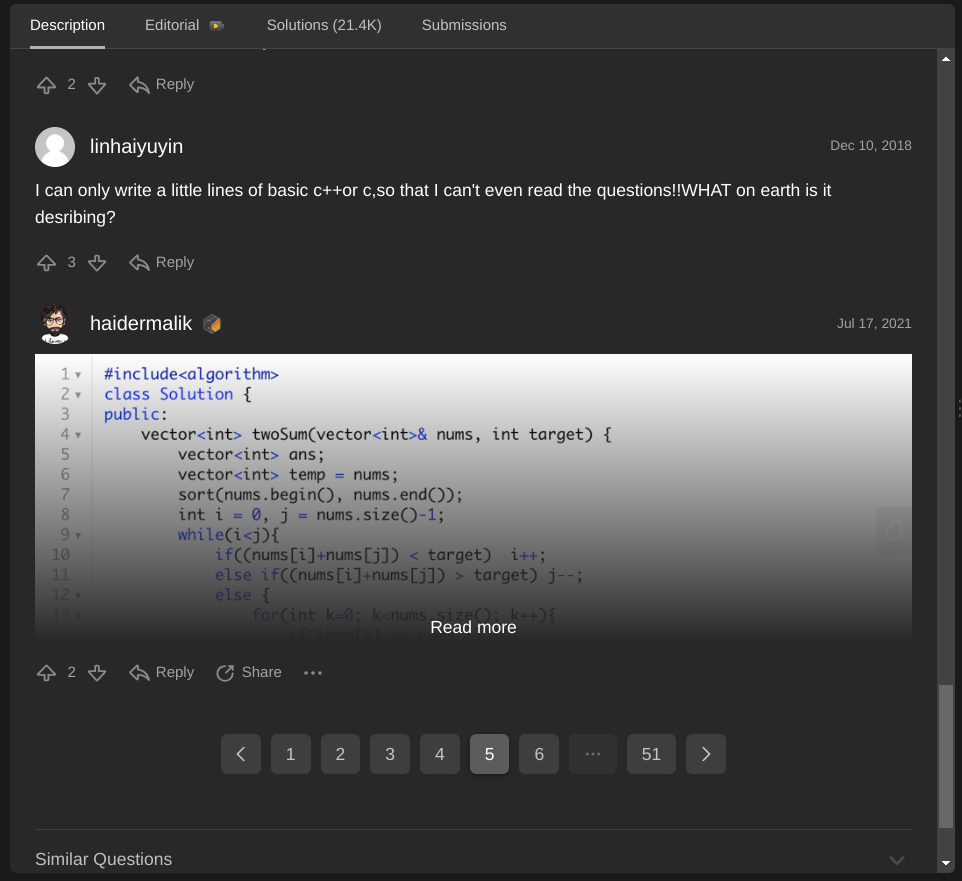 Description Editorial Solutions (21.4K) Submissions
2 Reply
linhaiyuyin Dec 10, 2018
I can only write a little lines of basic c++or c,so that I can't even read the questions!!WHAT on earth is it
desribing?
3 Reply
haidermalik Jul 17, 2021
1 #include<algorithm>
2 class Solution {
3 public:
4 vector<int> twoSum(vector<int>& nums, int target) {
5 vector<int> ans;
6 vector<int> temp = nums;
7 sort(nums.begin(), nums.end());
8 int i = 0, j = nums.size()-1;
9 while(i<j){
10 if((nums[i]+nums[j]) < target) i++;
11 else if((nums[i]+nums[j]) > target) j--;
12 else {
13 for(int k=0; k<nums.size(); k++){
Read more
2 Reply Share ...
1 2 3 4 5 6 ... 51
Similar Questions